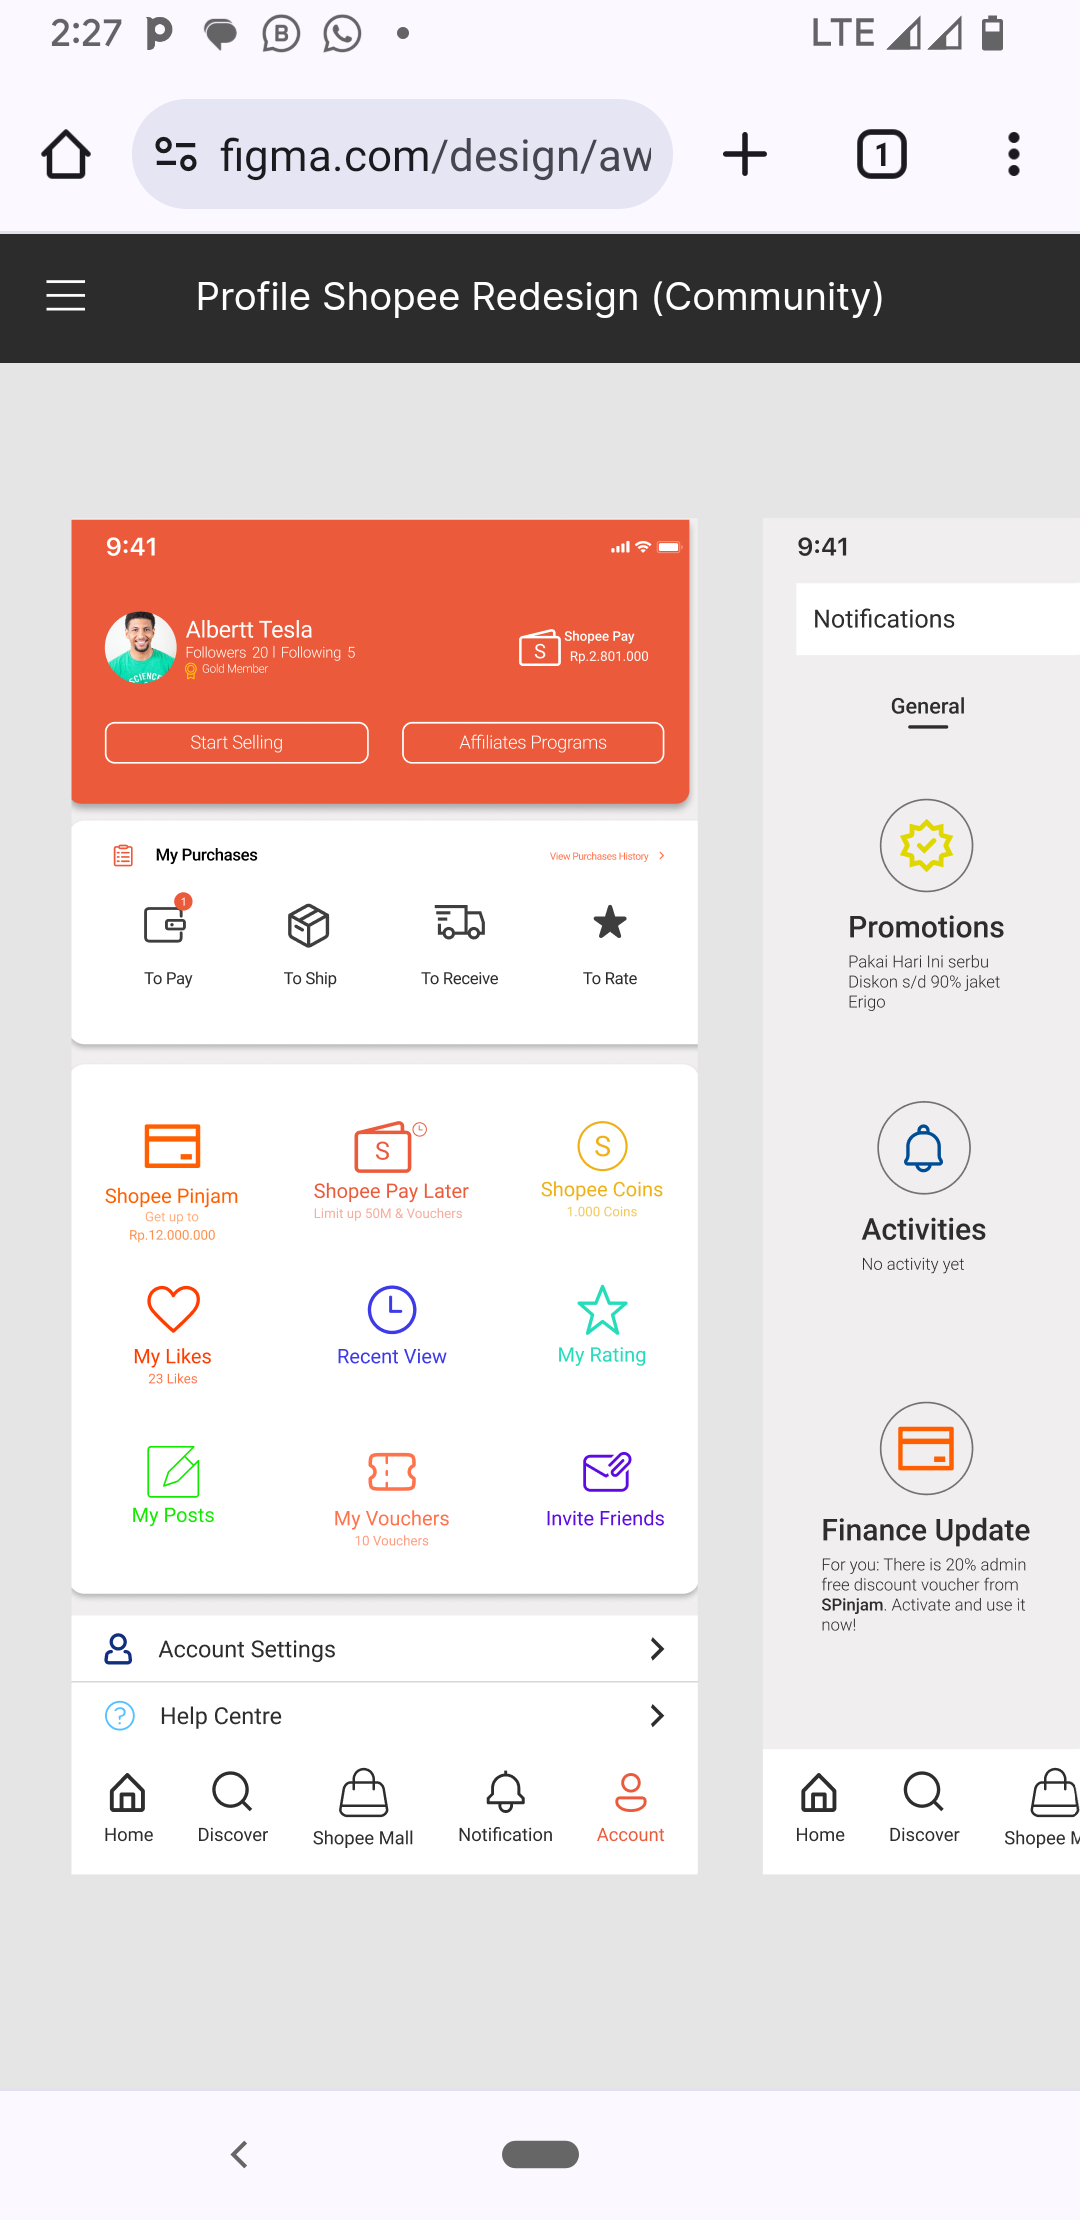 2:27
LTE
figma.com/design/aw
1
Profile Shopee Redesign (Community)
9:41
Albertt Tesla
Followers 20 | Following 5
Gold Member
S
Shopee Pay
Rp.2.801.000
Start Selling
Affiliates Programs
My Purchases
View Purchases History
1
To Pay
To Ship
To Receive
To Rate
S
S
Shopee Pinjam
Get up to
Rp.12.000.000
Shopee Pay Later
Limit up 50M & Vouchers
Shopee Coins
1.000 Coins
My Likes
23 Likes
Recent View
My Rating
My Posts
My Vouchers
10 Vouchers
Invite Friends
Account Settings
Help Centre
Home
Discover
Shopee Mall
Notification
Account
9:41
Notifications
General
Promotions
Pakai Hari Ini serbu
Diskon s/d 90% jaket
Erigo
Activities
No activity yet
Finance Update
For you: There is 20% admin
free discount voucher from
SPinjam. Activate and use it
now!
Home
Discover
Shopee M